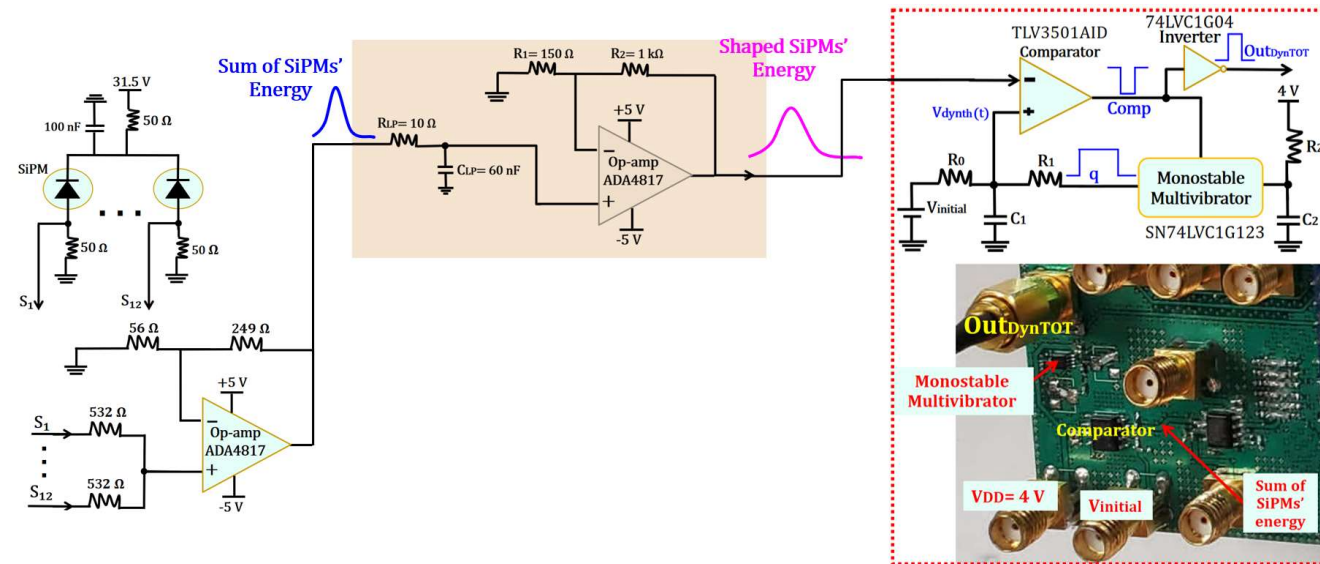 31.5 V
100 nF
50 Ω
SiPM
50 Ω
50 Ω
S1
S12
56 Ω
249 Ω
+5 V
Op-amp
ADA4817
-5 V
S1
532 Ω
S12
532 Ω
Sum of SiPMs'
Energy
R1= 150 Ω
R2= 1 kΩ
RLP= 10 Ω
CLP= 60 nF
+5 V
Op-amp
ADA4817
-5 V
Shaped SiPMs'
Energy
TLV3501AID
Comparator
74LVC1G04
Inverter
OutDynTOT
Vdynth(t)
Comp
4 V
R0
R1
q
Monostable
Multivibrator
Vinitial
C1
C2
SN74LVC1G123
OutDynTOT
Monostable
Multivibrator
Comparator
VDD= 4 V
Vinitial
Sum of
SiPMs'
energy